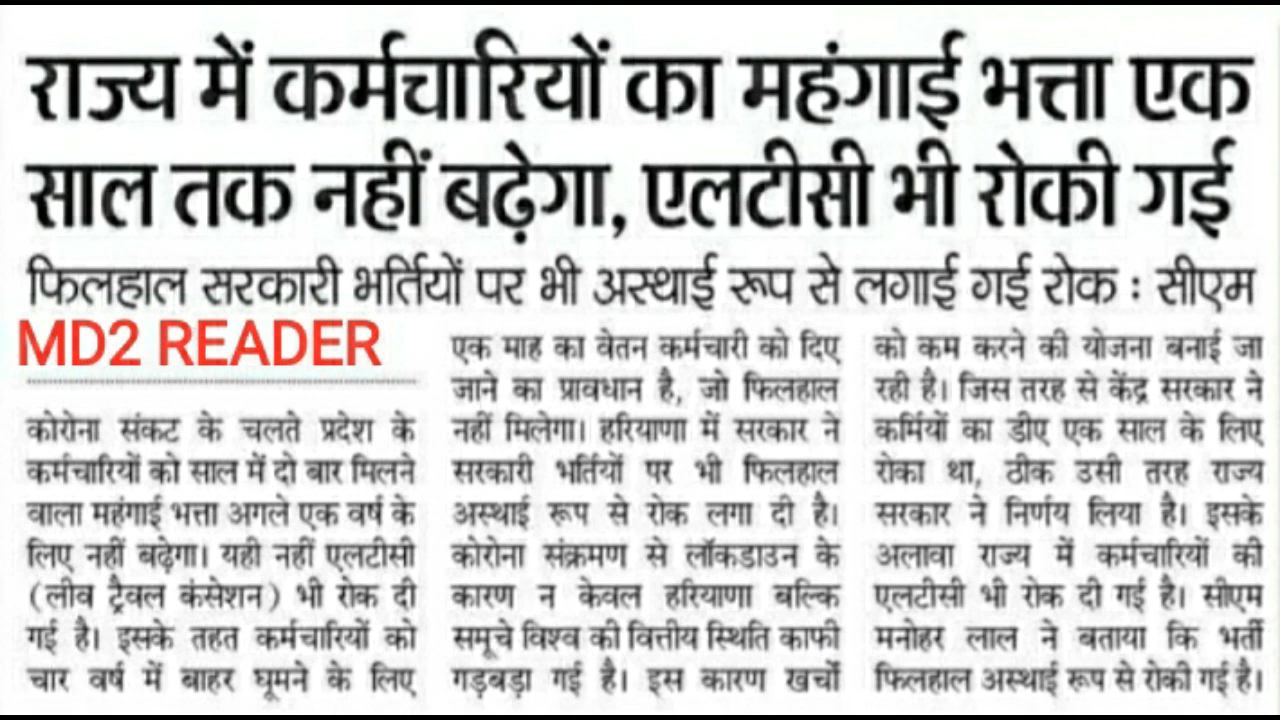 राज्य में कर्मचारियों का महंगाई भत्ता एक
साल तक नहीं बढ़ेगा, एलटीसी भी रोकी गई
फिलहाल सरकारी भर्तियों पर भी अस्थाई रूप से लगाई गई रोक : सीएम
MD2 READER
कोरोना संकट के चलते प्रदेश के
कर्मचारियों को साल में दो बार मिलने
वाला महंगाई भत्ता अगले एक वर्ष के
लिए नहीं बढ़ेगा। यही नहीं एलटीसी
(लीव ट्रैवल कंसेशन) भी रोक दी
गई है। इसके तहत कर्मचारियों को
चार वर्ष में बाहर घूमने के लिए
एक माह का वेतन कर्मचारी को दिए
जाने का प्रावधान है, जो फिलहाल
नहीं मिलेगा। हरियाणा में सरकार ने
सरकारी भर्तियों पर भी फिलहाल
अस्थाई रूप से रोक लगा दी है।
कोरोना संक्रमण से लॉकडाउन के
कारण न केवल हरियाणा बल्कि
समूचे विश्व की वित्तीय स्थिति काफी
गड़बड़ा गई है। इस कारण खर्चों
को कम करने की योजना बनाई जा
रही है। जिस तरह से केंद्र सरकार ने
कर्मियों का डीए एक साल के लिए
रोका था, ठीक उसी तरह राज्य
सरकार ने निर्णय लिया है। इसके
अलावा राज्य में कर्मचारियों की
एलटीसी भी रोक दी गई है। सीएम
मनोहर लाल ने बताया कि भर्ती
फिलहाल अस्थाई रूप से रोकी गई है।